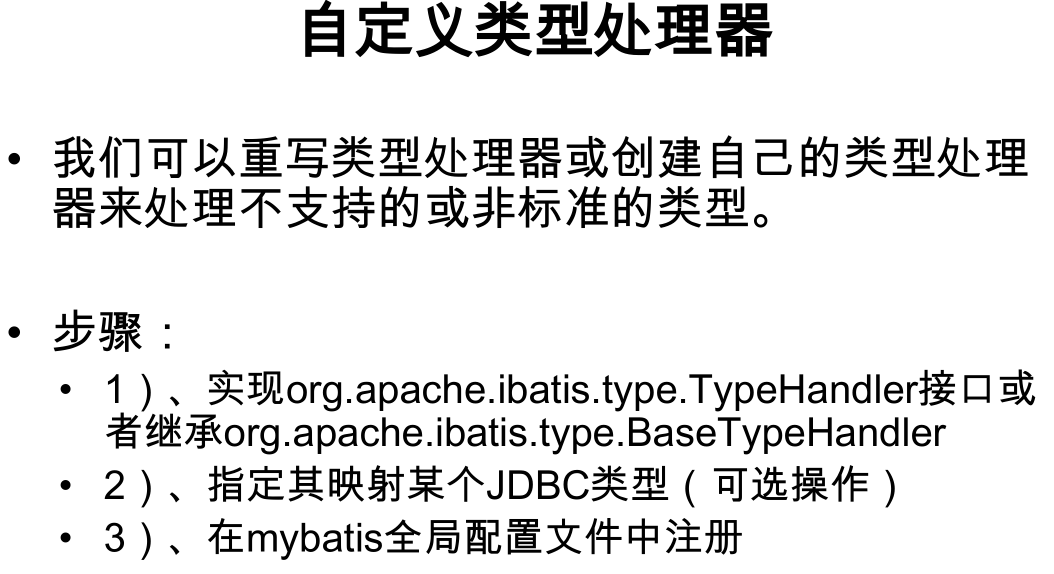 自定义类型处理器
• 我们可以重写类型处理器或创建自己的类型处理
器来处理不支持的或非标准的类型。
• 步骤：
• 1）、实现org.apache.ibatis.type.TypeHandler接口或
者继承org.apache.ibatis.type.BaseTypeHandler
• 2）、指定其映射某个JDBC类型（可选操作）
• 3）、在mybatis全局配置文件中注册